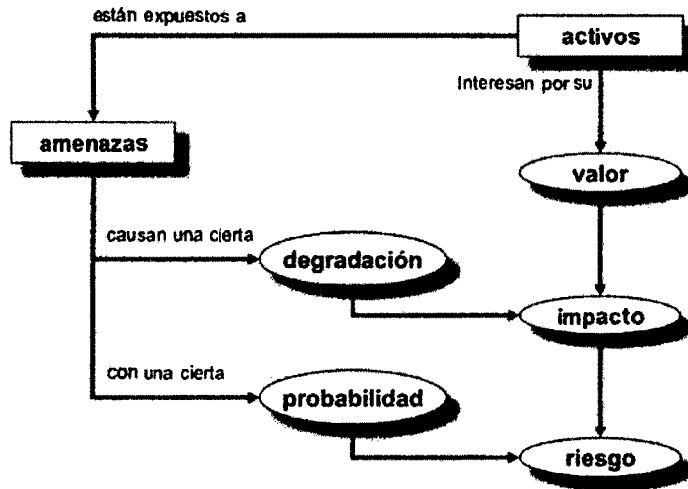 están expuestos a
activos
Interesan por su
amenazas
valor
causan una cierta
degradación
impacto
con una cierta
probabilidad
riesgo